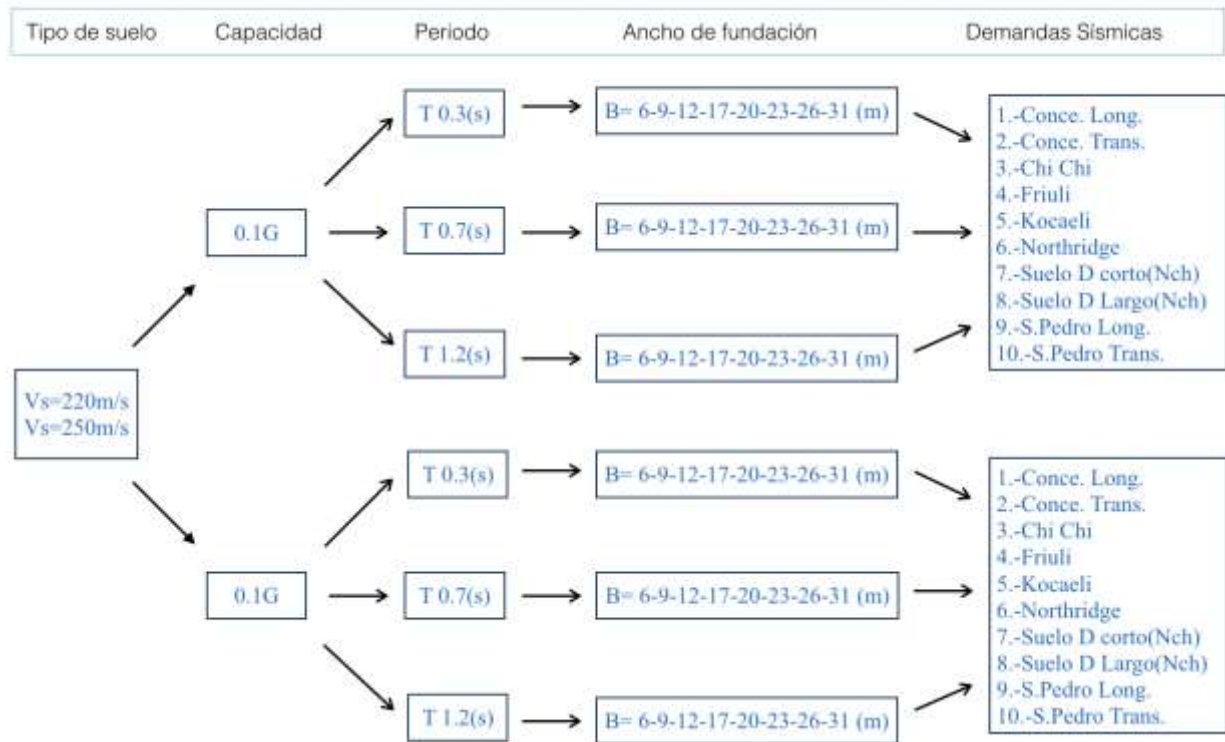 Tipo de suelo Capacidad Periodo Ancho de fundación Demandas Sísmicas
T 0.3(s) B= 6-9-12-17-20-23-26-31 (m)
1.-Conce. Long.
2.-Conce. Trans.
3.-Chi Chi
4.-Friuli
5.-Kocaeli
6.-Northridge
7.-Suelo D corto(Nch)
8.-Suelo D Largo(Nch)
9.-S.Pedro Long.
10.-S.Pedro Trans.
0.1G T 0.7(s) B= 6-9-12-17-20-23-26-31 (m)
T 1.2(s) B= 6-9-12-17-20-23-26-31 (m)
Vs=220m/s
Vs=250m/s
T 0.3(s) B= 6-9-12-17-20-23-26-31 (m)
1.-Conce. Long.
2.-Conce. Trans.
3.-Chi Chi
4.-Friuli
5.-Kocaeli
6.-Northridge
7.-Suelo D corto(Nch)
8.-Suelo D Largo(Nch)
9.-S.Pedro Long.
10.-S.Pedro Trans.
0.1G T 0.7(s) B= 6-9-12-17-20-23-26-31 (m)
T 1.2(s) B= 6-9-12-17-20-23-26-31 (m)